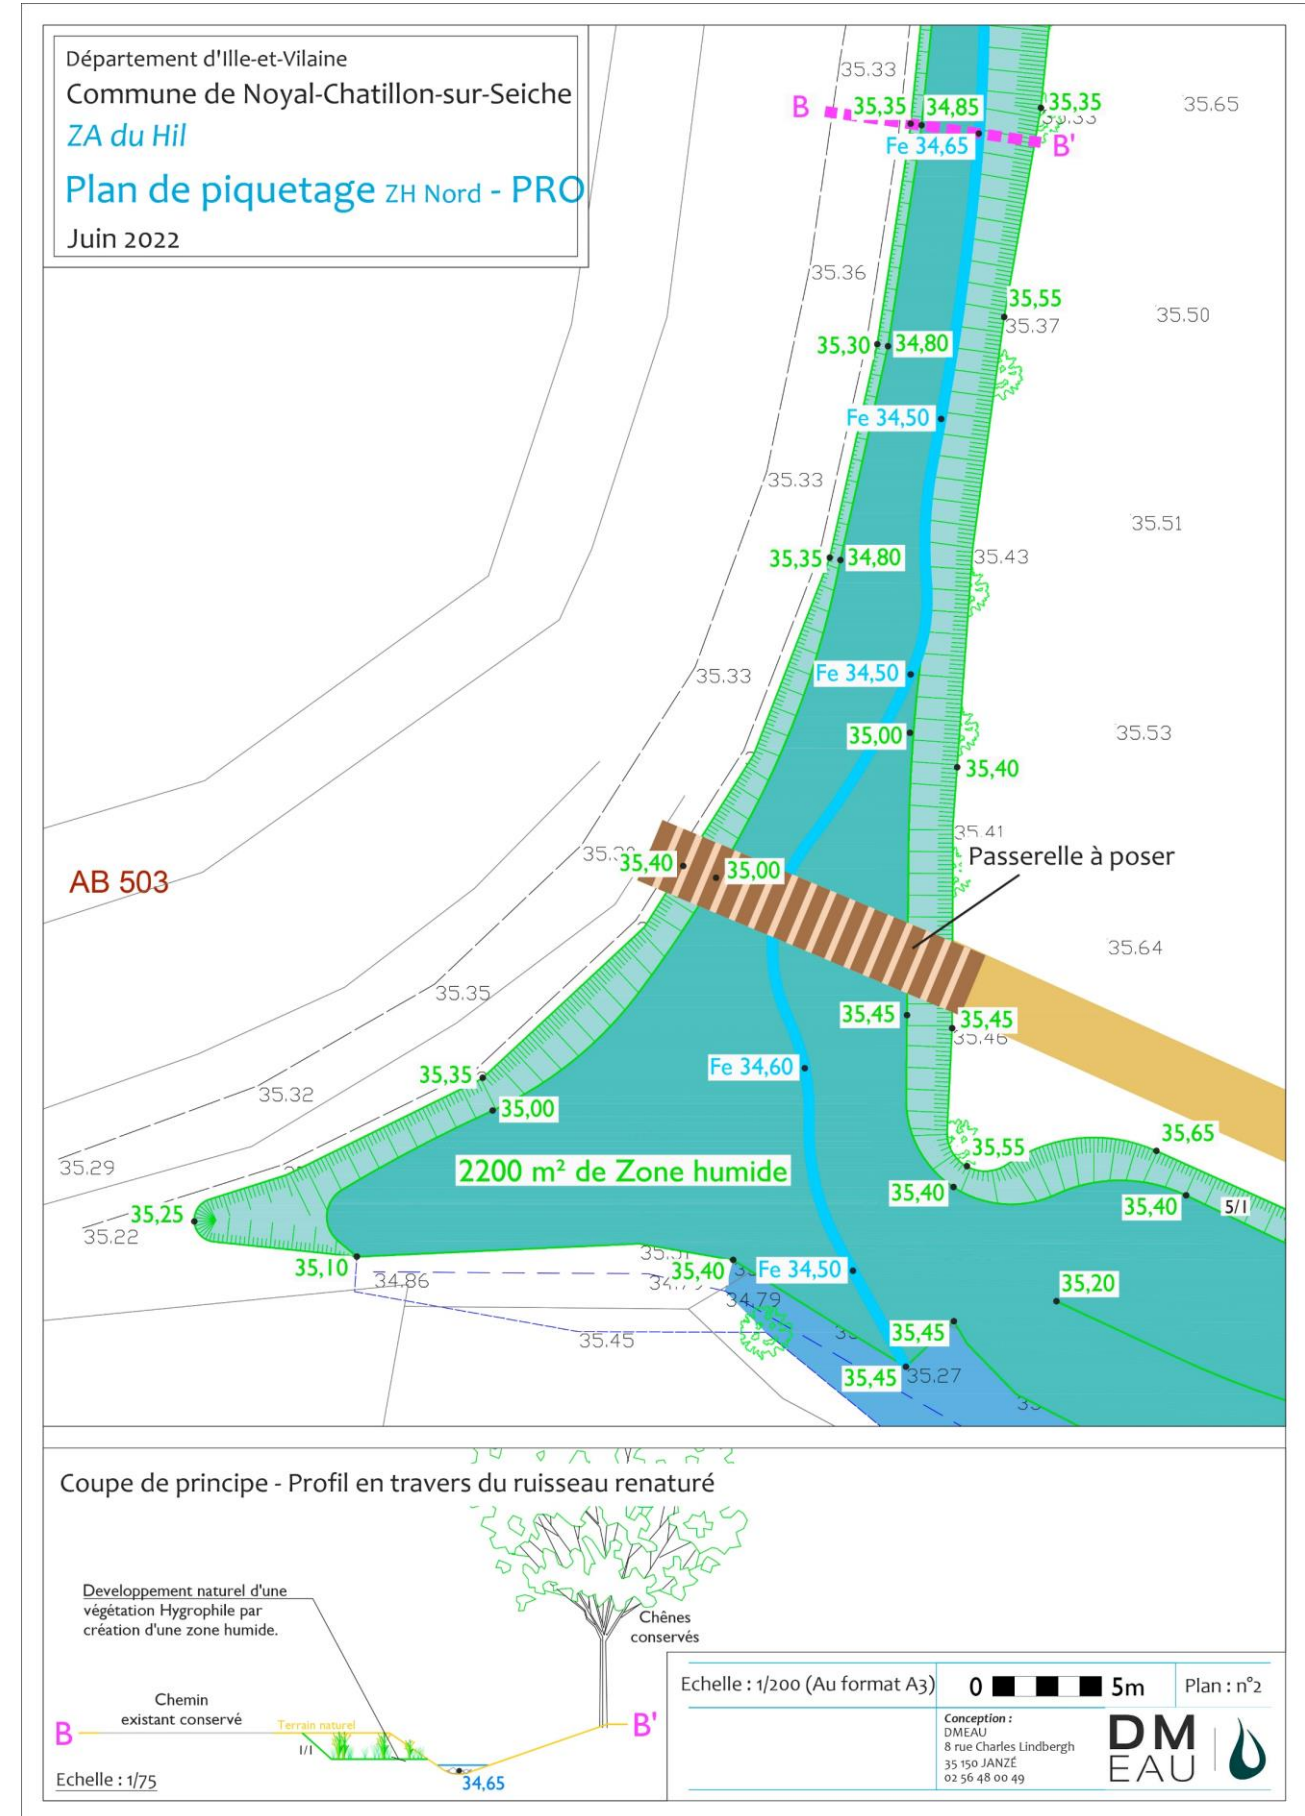 Département d'Ille-et-Vilaine
Commune de Noyal-Chatillon-sur-Seiche
ZA du Hil
Plan de piquetage ZH Nord - PRO
Juin 2022
35.33
B
35,35
34,85
35,35
35.65
Fe 34,65
B'
35.36
35,55
35.37
35.50
35,30
34,80
Fe 34,50
35.33
35.51
35,35
34,80
35.43
35.33
Fe 34,50
35,00
35.53
35,40
35.41
Passerelle à poser
35,40
35,00
AB 503
35.64
35.35
35,45
35,45
35.46
Fe 34,60
35,35
35.32
35,00
35,65
35.29
35,55
2200 m² de Zone humide
35,40
35,40
5/1
35,25
35.22
35,10
34.86
35,40
Fe 34,50
35,20
34.79
35.45
35,45
35,45
35.27
Coupe de principe - Profil en travers du ruisseau renaturé
Developpement naturel d'une
végétation Hygrophile par
création d'une zone humide.
Chênes
conservés
Chemin
existant conservé
Terrain naturel
B
B'
1/1
34,65
Echelle : 1/75
Echelle : 1/200 (Au format A3)
0
5m
Plan : n°2
Conception :
DMEAU
8 rue Charles Lindbergh
35 150 JANZÉ
02 56 48 00 49
DM
EAU